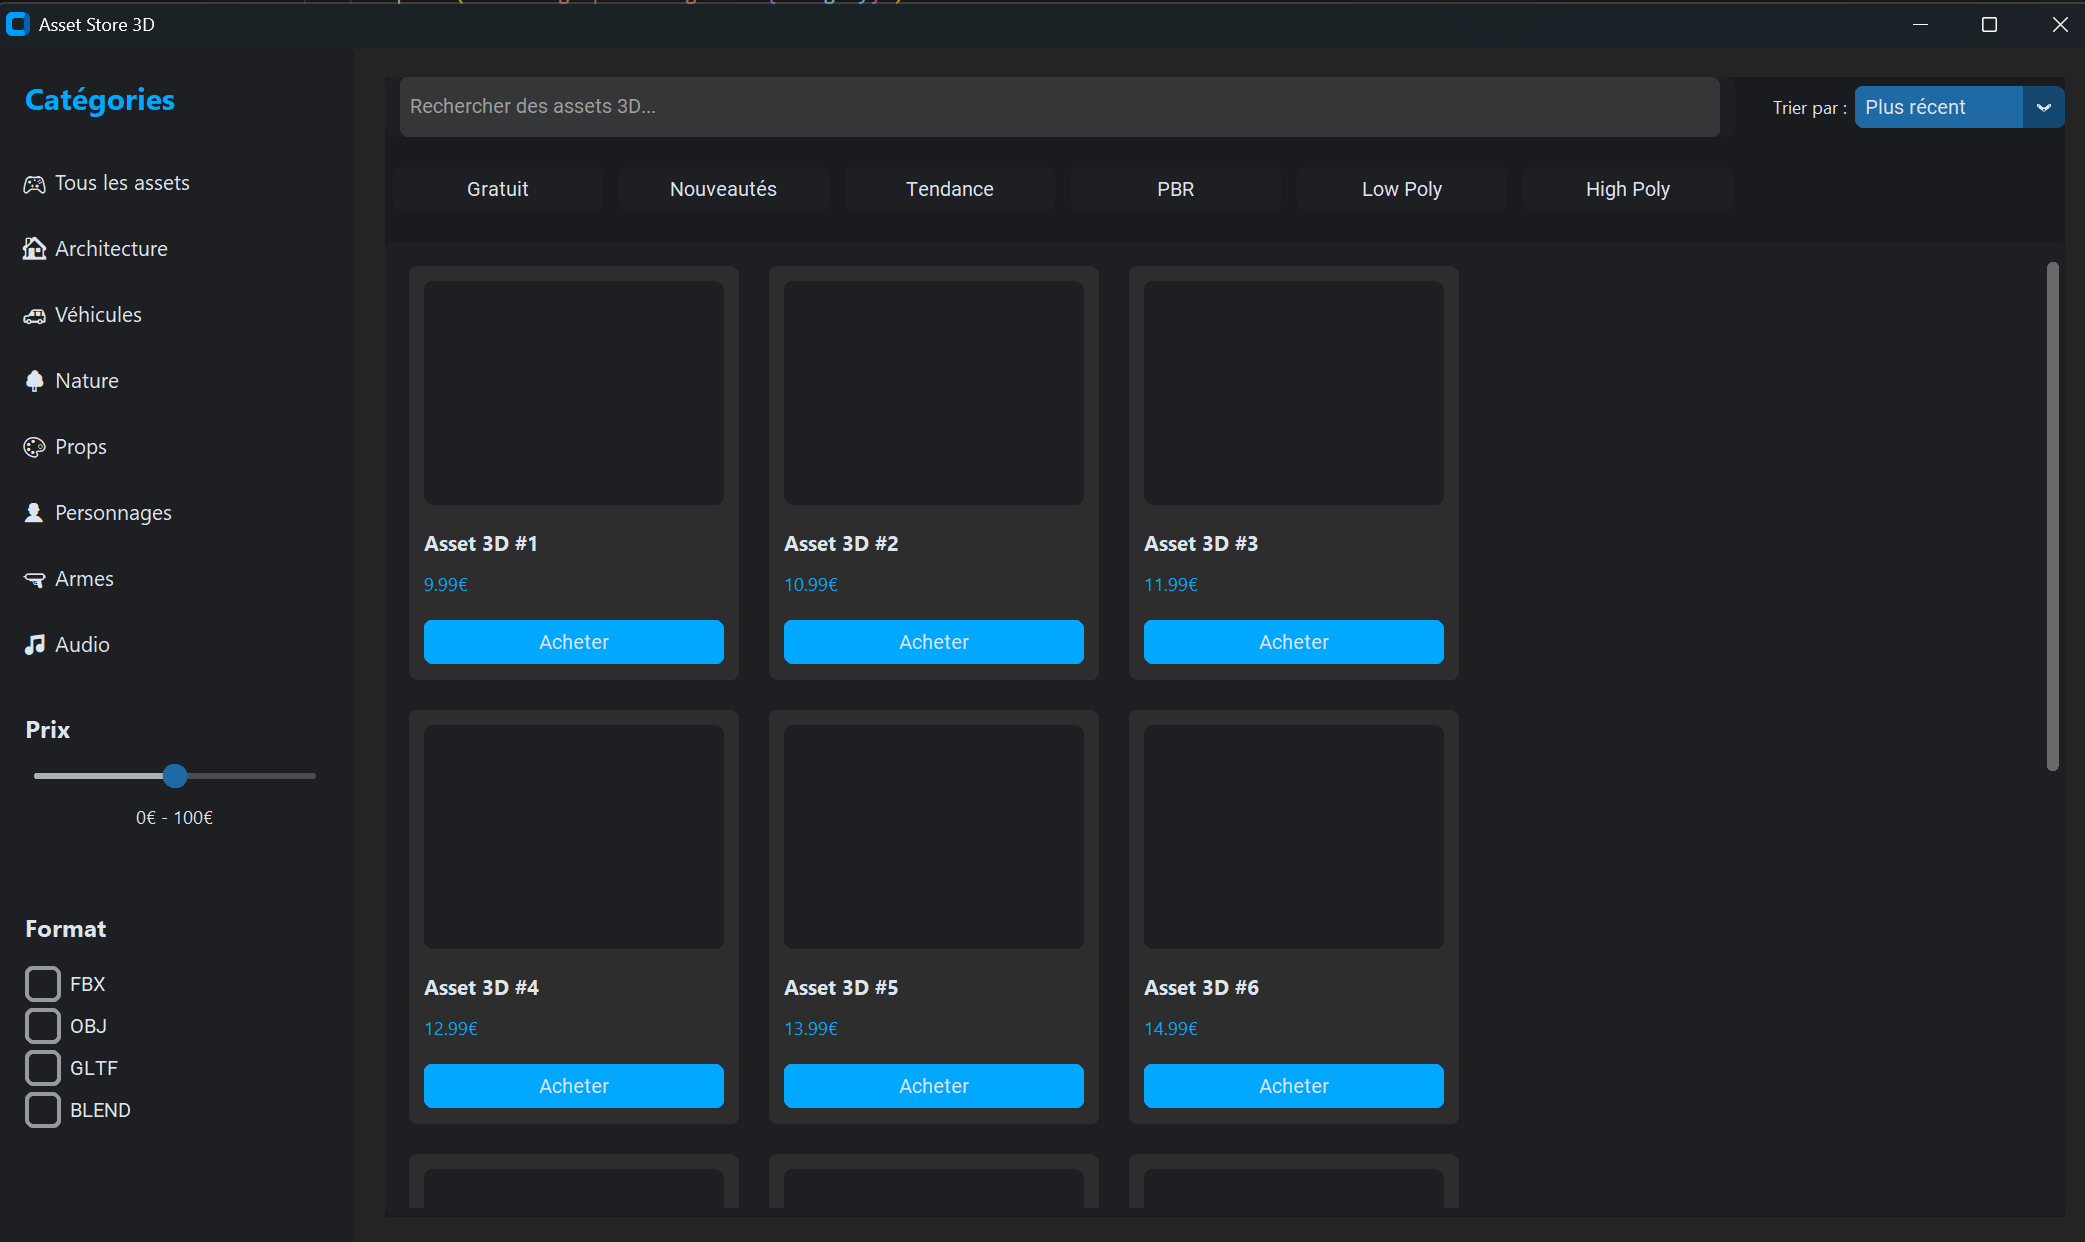 Asset Store 3D
Catégories
Tous les assets
Architecture
Véhicules
Nature
Props
Personnages
Armes
Audio
Prix
0€ - 100€
Format
FBX
OBJ
GLTF
BLEND
Rechercher des assets 3D...
Trier par : Plus récent
Gratuit Nouveautés Tendance PBR Low Poly High Poly
Asset 3D #1 Asset 3D #2 Asset 3D #3
9.99€ 10.99€ 11.99€
Acheter Acheter Acheter
Asset 3D #4 Asset 3D #5 Asset 3D #6
12.99€ 13.99€ 14.99€
Acheter Acheter Acheter